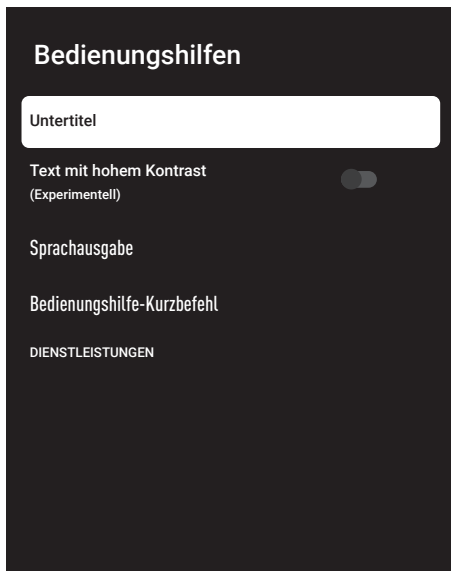 Bedienungshilfen
Untertitel
Text mit hohem Kontrast
(Experimentell)
Sprachausgabe
Bedienungshilfe-Kurzbefehl
DIENSTLEISTUNGEN